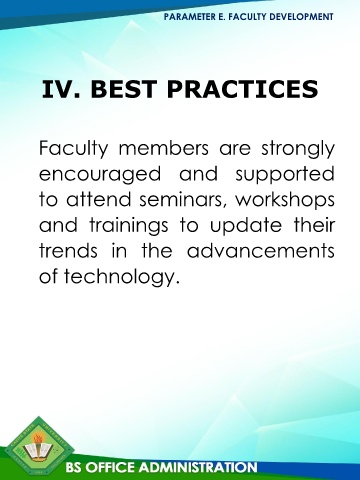 PARAMETER E. FACULTY DEVELOPMENT
IV. BEST PRACTICES
Faculty members are strongly
encouraged and supported
to attend seminars, workshops
and trainings to update their
trends in the advancements
of technology.
BS OFFICE ADMINISTRATION